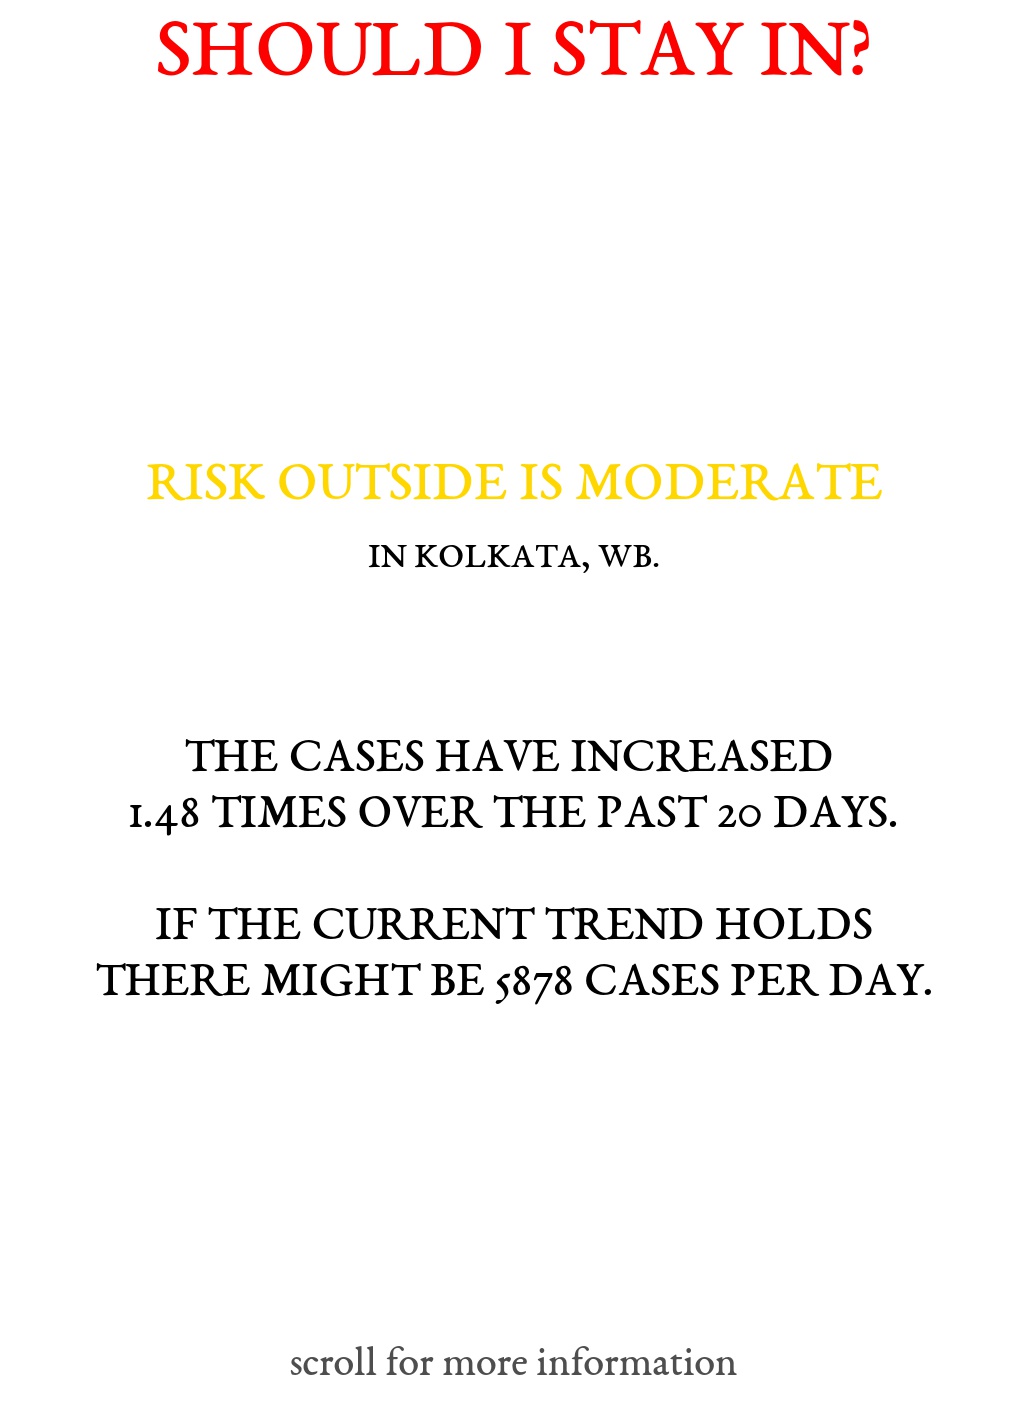 SHOULD I STAY IN?
RISK OUTSIDE IS MODERATE
IN KOLKATA, WB.
THE CASES HAVE INCREASED
1.48 TIMES OVER THE PAST 20 DAYS.
IF THE CURRENT TREND HOLDS
THERE MIGHT BE 5878 CASES PER DAY.
scroll for more information